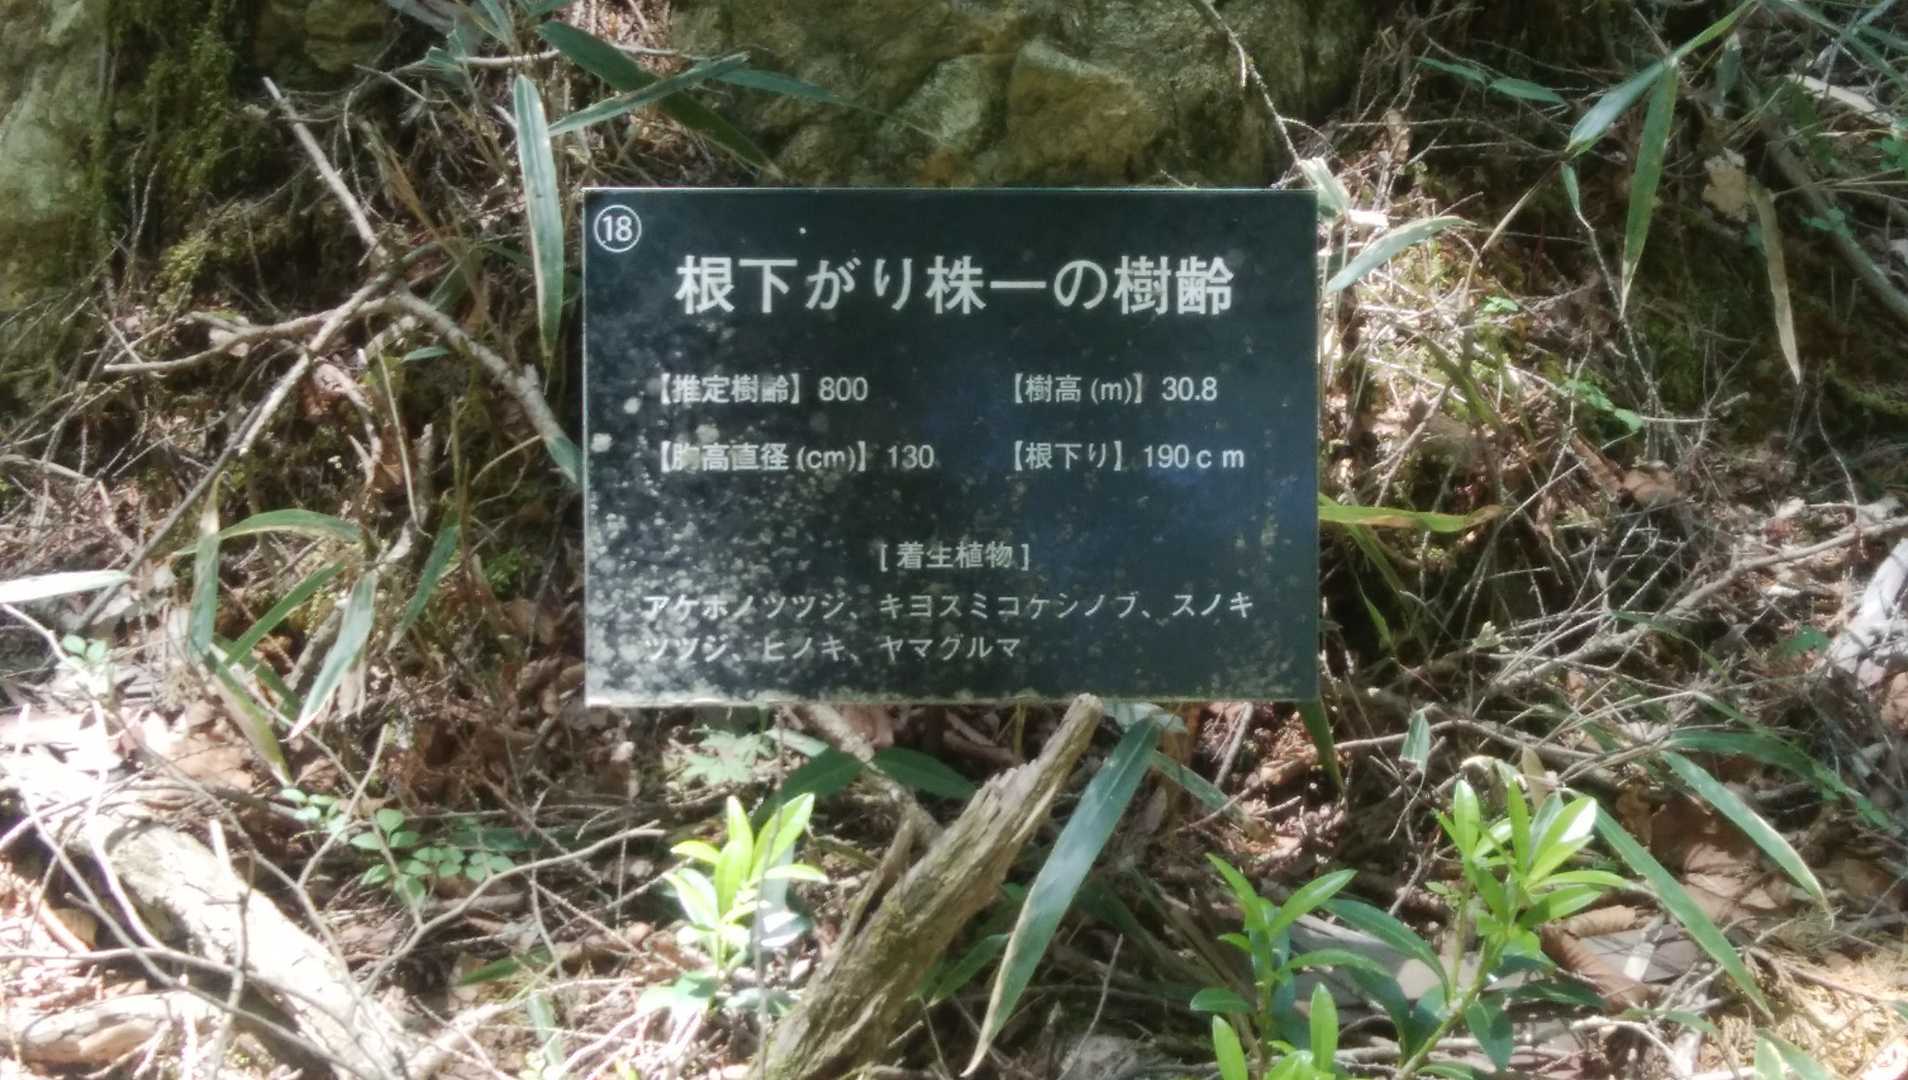 ⑱
根下がり株一の樹齢
【推定樹齢】800 【樹高(m)】30.8
【胸高直径(cm)】130 【根下り】190cm
[着生植物]
アケボノツツジ、キヨスミコケシノブ、スノキ
ツツジ、ヒノキ、ヤマグルマ